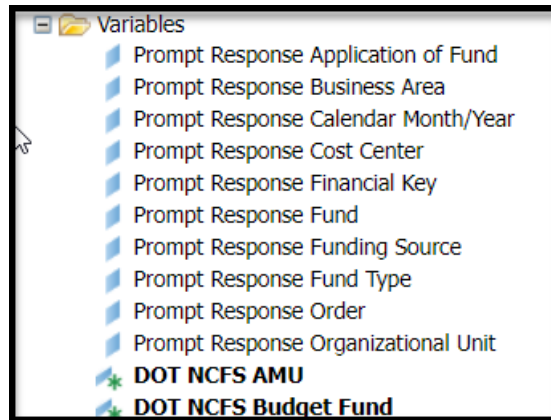 Variables
Prompt Response Application of Fund
Prompt Response Business Area
Prompt Response Calendar Month/Year
Prompt Response Cost Center
Prompt Response Financial Key
Prompt Response Fund
Prompt Response Funding Source
Prompt Response Fund Type
Prompt Response Order
Prompt Response Organizational Unit
DOT NCFS AMU
DOT NCFS Budget Fund